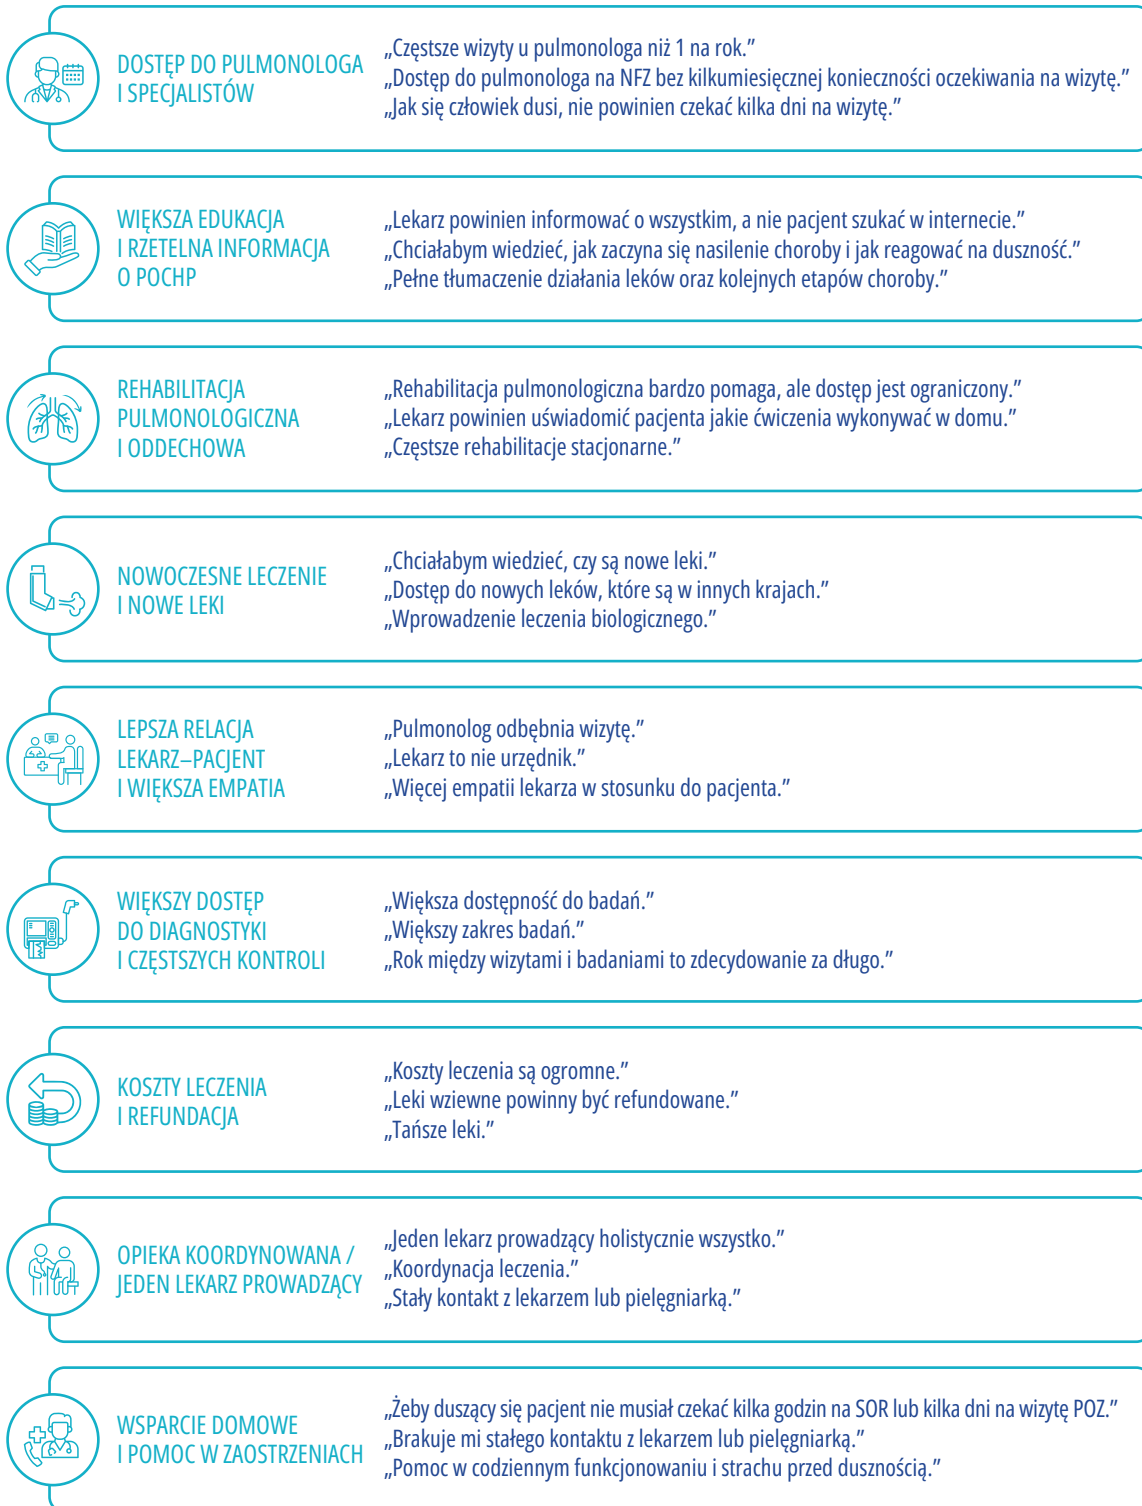 DOSTĘP DO PULMONOLOGA
I SPECJALISTÓW
„Częstsze wizyty u pulmonologa niż 1 na rok.”
„Dostęp do pulmonologa na NFZ bez kilkumiesięcznej konieczności oczekiwania na wizytę.”
„Jak się człowiek dusi, nie powinien czekać kilka dni na wizytę.”
WIĘKSZA EDUKACJA
I RZETELNA INFORMACJA
O POCHP
„Lekarz powinien informować o wszystkim, a nie pacjent szukać w internecie.”
„Chciałabym wiedzieć, jak zaczyna się nasilenie choroby i jak reagować na duszność.”
„Pełne tłumaczenie działania leków oraz kolejnych etapów choroby.”
REHABILITACJA
PULMONOLOGICZNA
I ODDECHOWA
„Rehabilitacja pulmonologiczna bardzo pomaga, ale dostęp jest ograniczony.”
„Lekarz powinien uświadomić pacjenta jakie ćwiczenia wykonywać w domu.”
„Częstsze rehabilitacje stacjonarne.”
NOWOCZESNE LECZENIE
I NOWE LEKI
„Chciałabym wiedzieć, czy są nowe leki.”
„Dostęp do nowych leków, które są w innych krajach.”
„Wprowadzenie leczenia biologicznego.”
LEPSZA RELACJA
LEKARZ–PACJENT
I WIĘKSZA EMPATIA
„Pulmonolog odbębnia wizytę.”
„Lekarz to nie urzędnik.”
„Więcej empatii lekarza w stosunku do pacjenta.”
WIĘKSZY DOSTĘP
DO DIAGNOSTYKI
I CZĘSTSZYCH KONTROLI
„Większa dostępność do badań.”
„Większy zakres badań.”
„Rok między wizytami i badaniami to zdecydowanie za długo.”
KOSZTY LECZENIA
I REFUNDACJA
„Koszty leczenia są ogromne.”
„Leki wziewne powinny być refundowane.”
„Tańsze leki.”
OPIEKA KOORDYNOWANA /
JEDEN LEKARZ PROWADZĄCY
„Jeden lekarz prowadzący holistycznie wszystko.”
„Koordynacja leczenia.”
„Stały kontakt z lekarzem lub pielęgniarką.”
WSPARCIE DOMOWE
I POMOC W ZAOSTRZENIACH
„Żeby duszący się pacjent nie musiał czekać kilka godzin na SOR lub kilka dni na wizytę POZ.”
„Brakuje mi stałego kontaktu z lekarzem lub pielęgniarką.”
„Pomoc w codziennym funkcjonowaniu i strachu przed dusznością.”